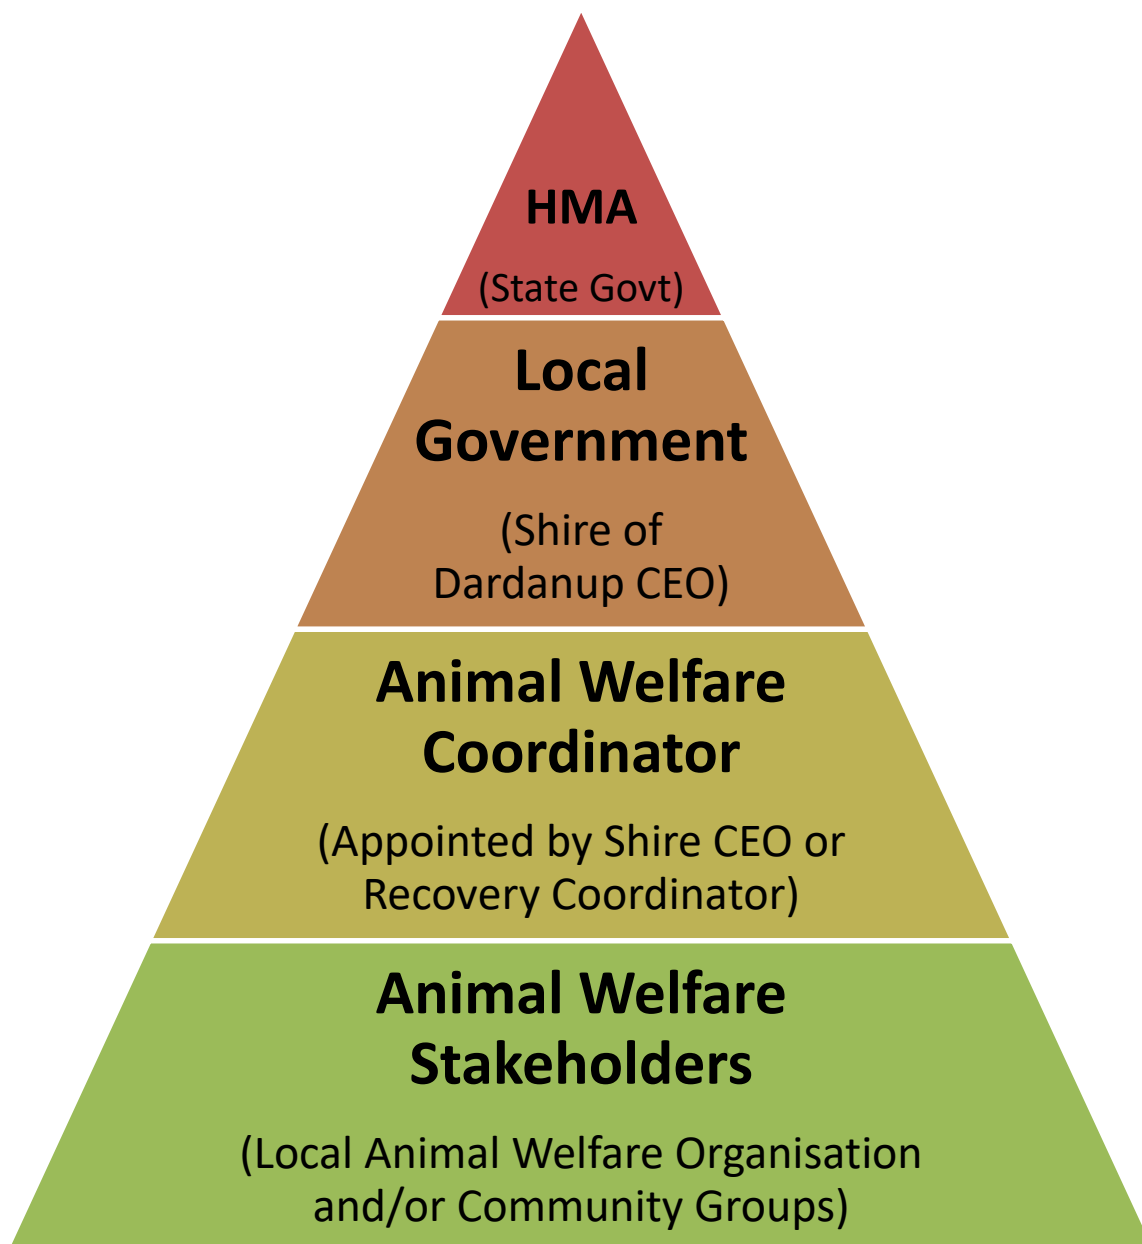 HMA
(State Govt)
Local
Government
(Shire of
Dardanup CEO)
Animal Welfare
Coordinator
(Appointed by Shire CEO or
Recovery Coordinator)
Animal Welfare
Stakeholders
(Local Animal Welfare Organisation
and/or Community Groups)